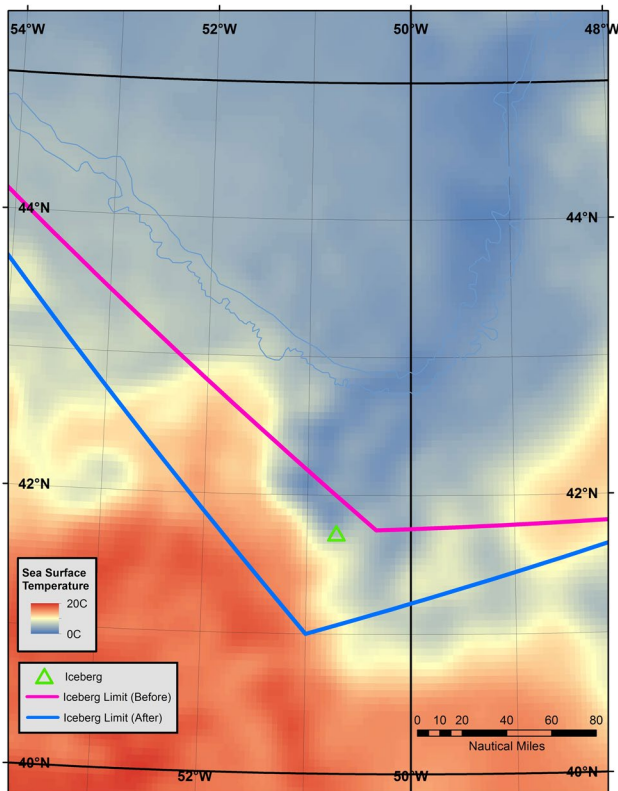 54°W
52°W
50°W
48°W
44°N
44°N
42°N
42°N
Sea Surface
Temperature
20C
0C
Iceberg
Iceberg Limit (Before)
Iceberg Limit (After)
0 10 20 40 60 80
Nautical Miles
40°N
52°W
50°W
40°N